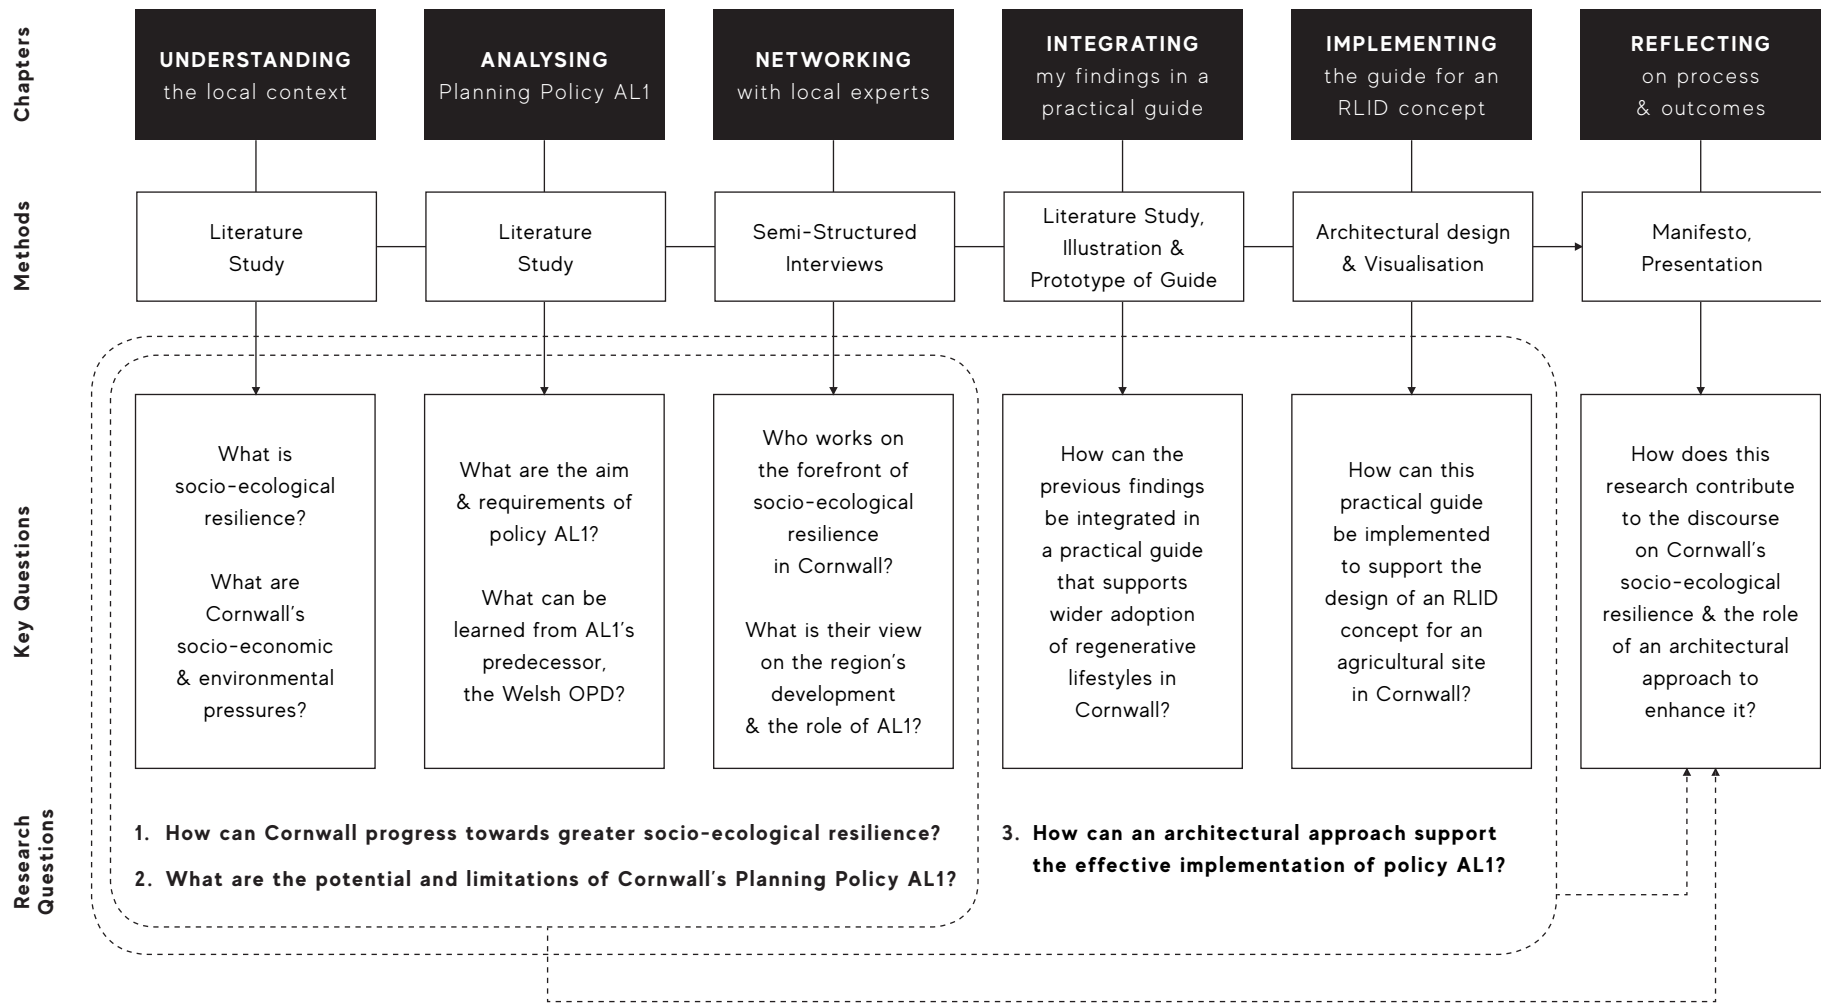 Chapters
UNDERSTANDING
the local context
ANALYSING
Planning Policy AL1
NETWORKING
with local experts
INTEGRATING
my findings in a
practical guide
IMPLEMENTING
the guide for an
RLID concept
REFLECTING
on process
& outcomes
Methods
Literature
Study
Literature
Study
Semi-Structured
Interviews
Literature Study,
Illustration &
Prototype of Guide
Architectural design
& Visualisation
Manifesto,
Presentation
Key Questions
What is
socio-ecological
resilience?
What are
Cornwall's
socio-economic
& environmental
pressures?
What are the aim
& requirements of
policy AL1?
What can be
learned from AL1's
predecessor,
the Welsh OPD?
Who works on
the forefront of
socio-ecological
resilience
in Cornwall?
What is their view
on the region's
development
& the role of AL1?
How can the
previous findings
be integrated in
a practical guide
that supports
wider adoption
of regenerative
lifestyles in
Cornwall?
How can this
practical guide
be implemented
to support the
design of an RLID
concept for an
agricultural site
in Cornwall?
How does this
research contribute
to the discourse
on Cornwall's
socio-ecological
resilience & the role
of an architectural
approach to
enhance it?
Research
Questions
1. How can Cornwall progress towards greater socio-ecological resilience?
2. What are the potential and limitations of Cornwall's Planning Policy AL1?
3. How can an architectural approach support
the effective implementation of policy AL1?